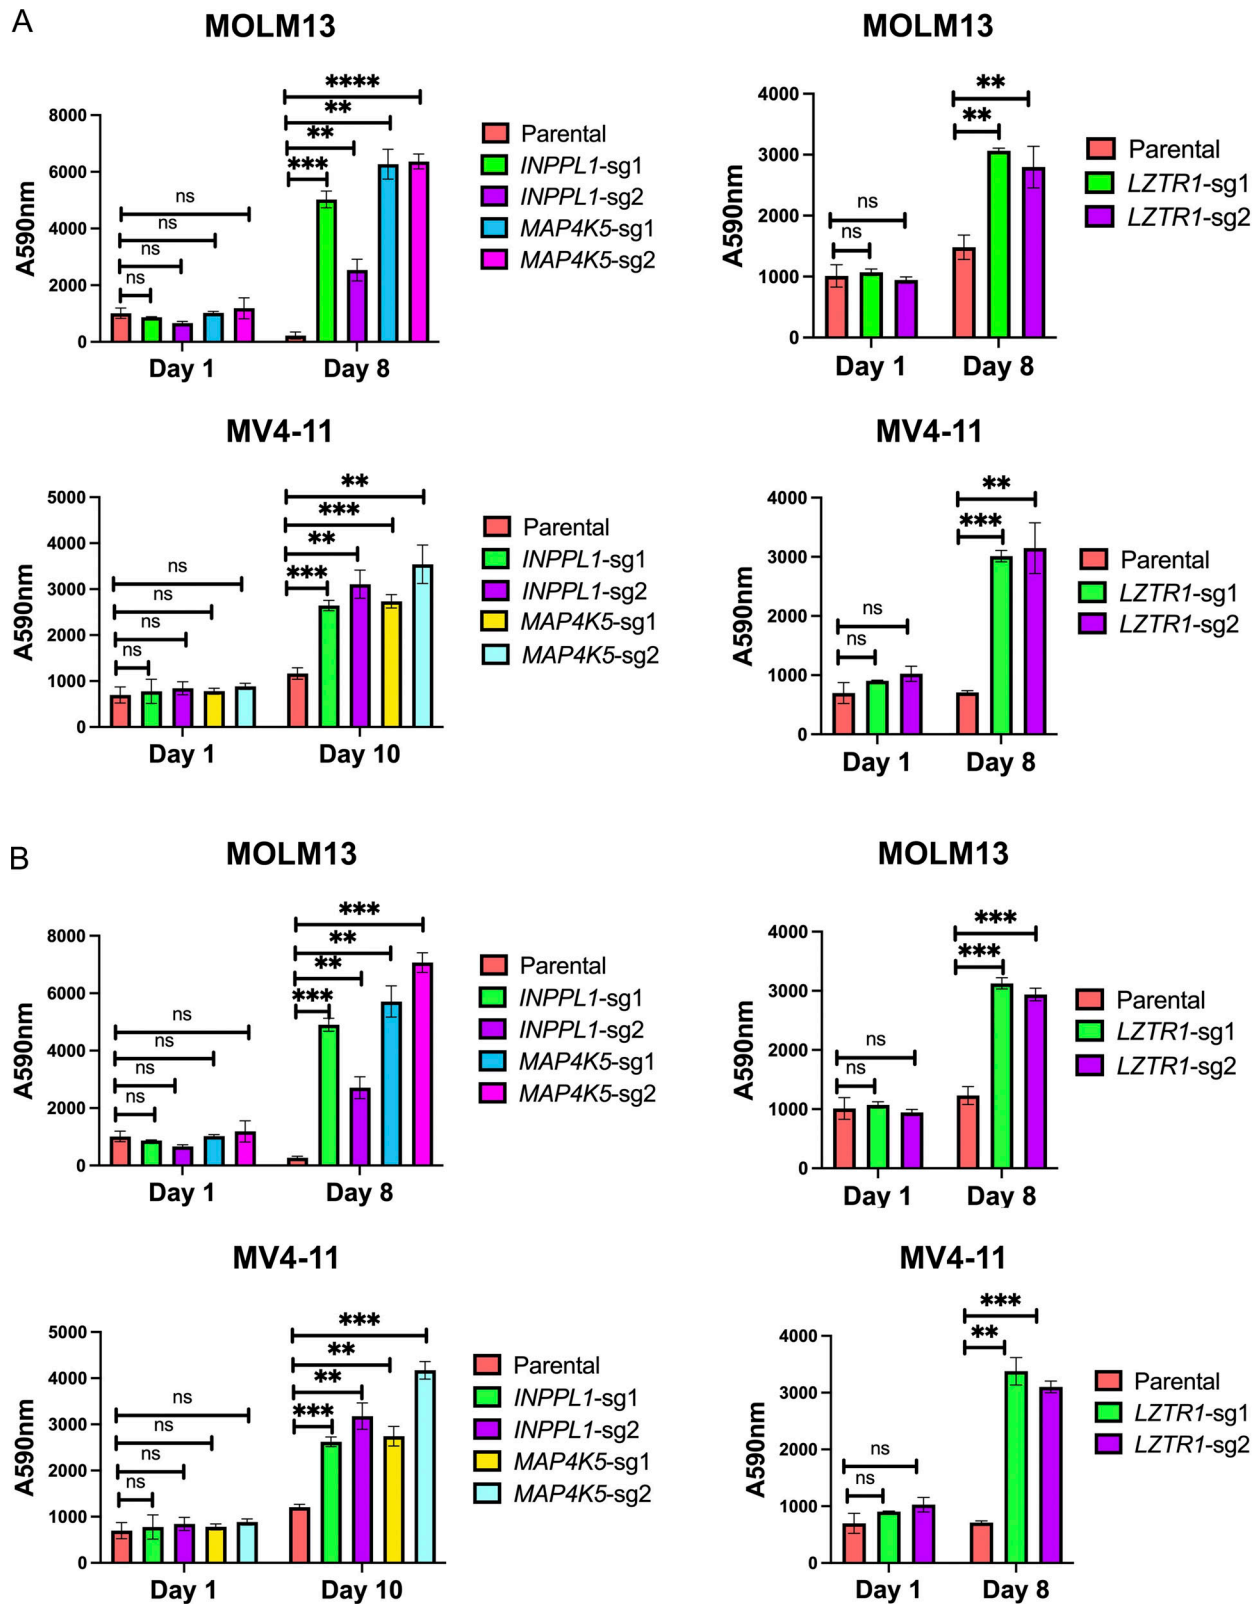 A
MOLM13
A590nm
8000
6000
4000
2000
0
ns
ns
ns
ns
****
**
**
***
Day 1
Day 8
Parental
INPPL1-sg1
INPPL1-sg2
MAP4K5-sg1
MAP4K5-sg2
MOLM13
A590nm
4000
3000
2000
1000
0
ns
ns
**
**
Day 1
Day 8
Parental
LZTR1-sg1
LZTR1-sg2
MV4-11
A590nm
5000
4000
3000
2000
1000
0
ns
ns
ns
ns
**
***
**
***
Day 1
Day 10
Parental
INPPL1-sg1
INPPL1-sg2
MAP4K5-sg1
MAP4K5-sg2
MV4-11
A590nm
4000
3000
2000
1000
0
ns
ns
**
***
Day 1
Day 8
Parental
LZTR1-sg1
LZTR1-sg2
B
MOLM13
A590nm
8000
6000
4000
2000
0
ns
ns
ns
ns
***
**
**
***
Day 1
Day 8
Parental
INPPL1-sg1
INPPL1-sg2
MAP4K5-sg1
MAP4K5-sg2
MOLM13
A590nm
4000
3000
2000
1000
0
ns
ns
***
***
Day 1
Day 8
Parental
LZTR1-sg1
LZTR1-sg2
MV4-11
A590nm
5000
4000
3000
2000
1000
0
ns
ns
ns
ns
***
**
**
***
Day 1
Day 10
Parental
INPPL1-sg1
INPPL1-sg2
MAP4K5-sg1
MAP4K5-sg2
MV4-11
A590nm
4000
3000
2000
1000
0
ns
ns
***
**
Day 1
Day 8
Parental
LZTR1-sg1
LZTR1-sg2